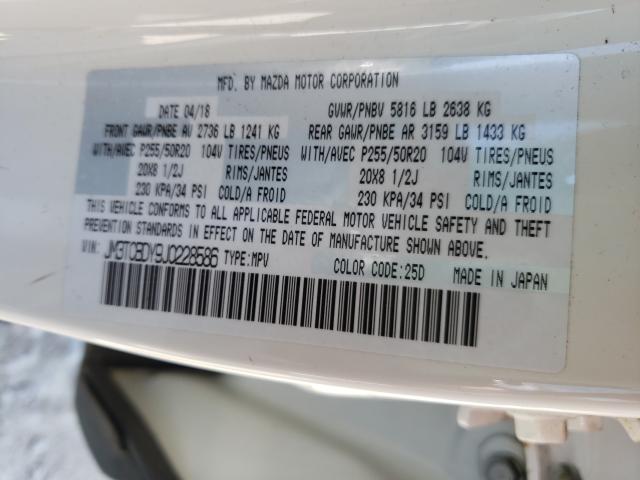 MFD. BY MAZDA MOTOR CORPORATION
DATE 04/18 GVWR/PNBV 5816 LB 2638 KG
FRONT GAWR/PNBE AV 2736 LB 1241 KG REAR GAWR/PNBE AR 3159 LB 1433 KG
WITH/AVEC P255/50R20 104V TIRES/PNEUS WITH/AVEC P255/50R20 104V TIRES/PNEUS
20X8 1/2J RIMS/JANTES 20X8 1/2J RIMS/JANTES
230 KPA/34 PSI COLD/A FROID 230 KPA/34 PSI COLD/A FROID
THIS VEHICLE CONFORMS TO ALL APPLICABLE FEDERAL MOTOR VEHICLE SAFETY AND THEFT
PREVENTION STANDARDS IN EFFECT ON THE DATE OF MANUFACTURE SHOWN ABOVE.
VIN: JM3TCBDY9J0228586 TYPE:MPV COLOR CODE:25D MADE IN JAPAN